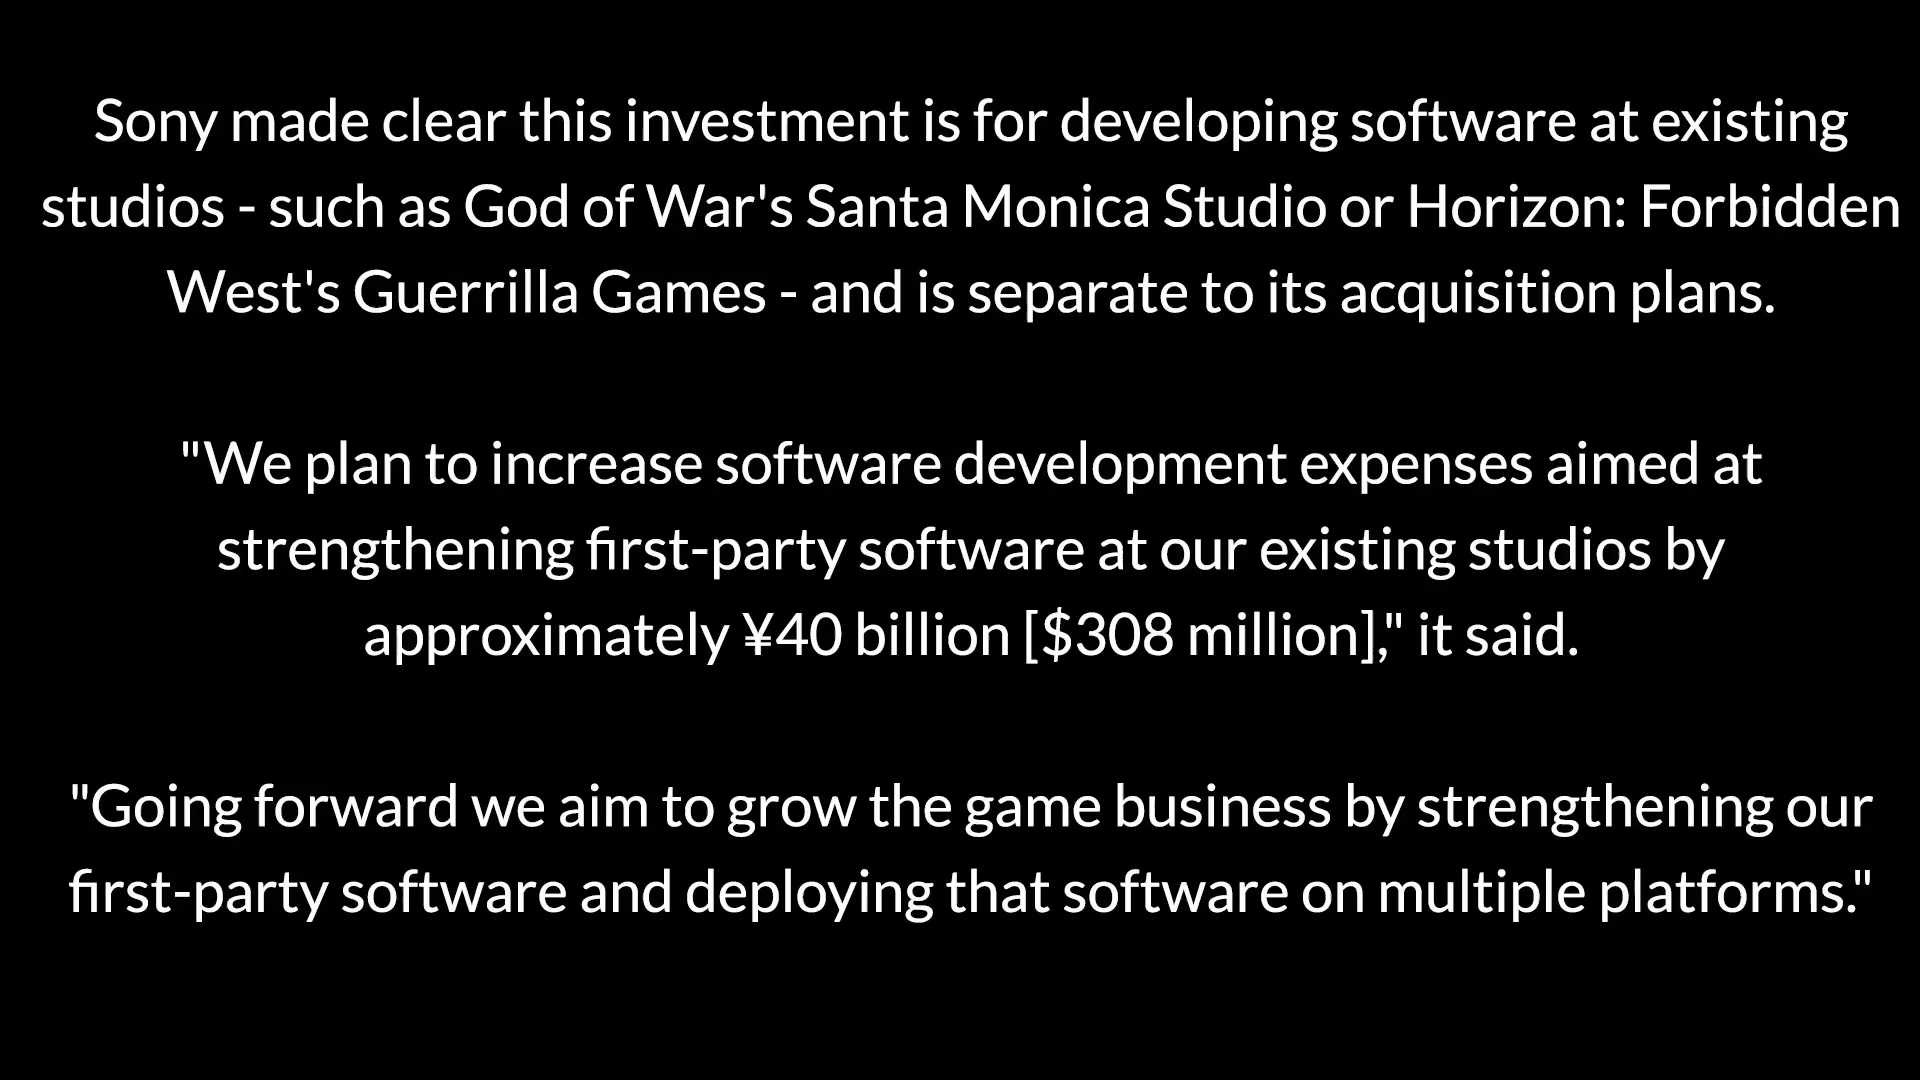 Sony made clear this investment is for developing software at existing
studios - such as God of War's Santa Monica Studio or Horizon: Forbidden
West's Guerrilla Games - and is separate to its acquisition plans.
"We plan to increase software development expenses aimed at
strengthening first-party software at our existing studios by
approximately ¥40 billion [$308 million]," it said.
"Going forward we aim to grow the game business by strengthening our
first-party software and deploying that software on multiple platforms."